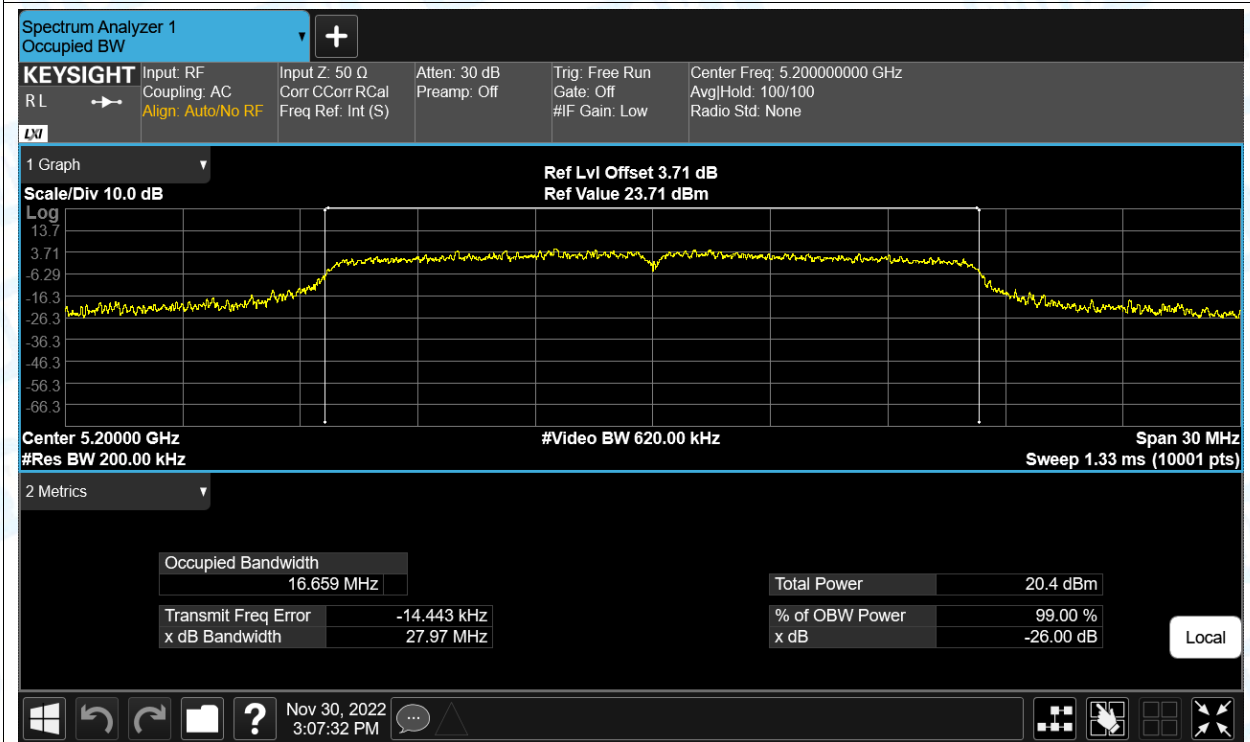 Spectrum Analyzer 1
Occupied BW
KEYSIGHT
R L
LXI
Input: RF
Coupling: AC
Align: Auto/No RF
Input Z: 50 Ω
Corr CCorr RCal
Freq Ref: Int (S)
Atten: 30 dB
Preamp: Off
Trig: Free Run
Gate: Off
#IF Gain: Low
Center Freq: 5.200000000 GHz
Avg|Hold: 100/100
Radio Std: None
1 Graph
Scale/Div 10.0 dB
Ref Lvl Offset 3.71 dB
Ref Value 23.71 dBm
Log
13.7
3.71
-6.29
-16.3
-26.3
-36.3
-46.3
-56.3
-66.3
Center 5.20000 GHz
#Video BW 620.00 kHz
Span 30 MHz
#Res BW 200.00 kHz
Sweep 1.33 ms (10001 pts)
2 Metrics
Occupied Bandwidth
16.659 MHz
Total Power 20.4 dBm
Transmit Freq Error -14.443 kHz
% of OBW Power 99.00 %
x dB Bandwidth 27.97 MHz
x dB -26.00 dB
Local
?
Nov 30, 2022
3:07:32 PM